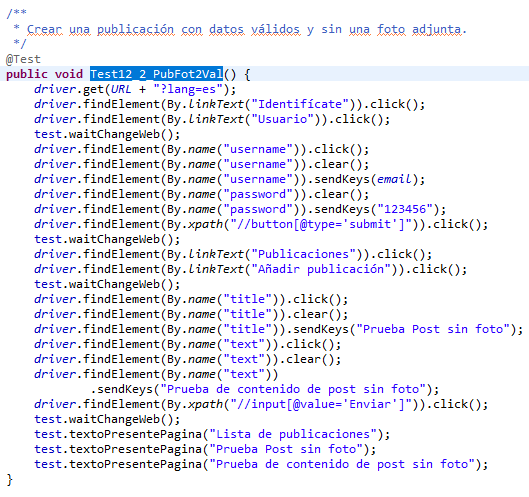 /**
 * Crear una publicación con datos válidos y sin una foto adjunta.
 */
@Test
public void Test12_2_PubFot2Val() {
    driver.get(URL + "?lang=es");
    driver.findElement(By.linkText("Identifícate")).click();
    driver.findElement(By.linkText("Usuario")).click();
    test.waitChangeWeb();
    driver.findElement(By.name("username")).click();
    driver.findElement(By.name("username")).clear();
    driver.findElement(By.name("username")).sendKeys(email);
    driver.findElement(By.name("password")).clear();
    driver.findElement(By.name("password")).sendKeys("123456");
    driver.findElement(By.xpath("//button[@type='submit']")).click();
    test.waitChangeWeb();
    driver.findElement(By.linkText("Publicaciones")).click();
    driver.findElement(By.linkText("Añadir publicación")).click();
    test.waitChangeWeb();
    driver.findElement(By.name("title")).click();
    driver.findElement(By.name("title")).clear();
    driver.findElement(By.name("title")).sendKeys("Prueba Post sin foto");
    driver.findElement(By.name("text")).click();
    driver.findElement(By.name("text")).clear();
    driver.findElement(By.name("text"))
            .sendKeys("Prueba de contenido de post sin foto");
    driver.findElement(By.xpath("//input[@value='Enviar']")).click();
    test.waitChangeWeb();
    test.textoPresentePagina("Lista de publicaciones");
    test.textoPresentePagina("Prueba Post sin foto");
    test.textoPresentePagina("Prueba de contenido de post sin foto");
}